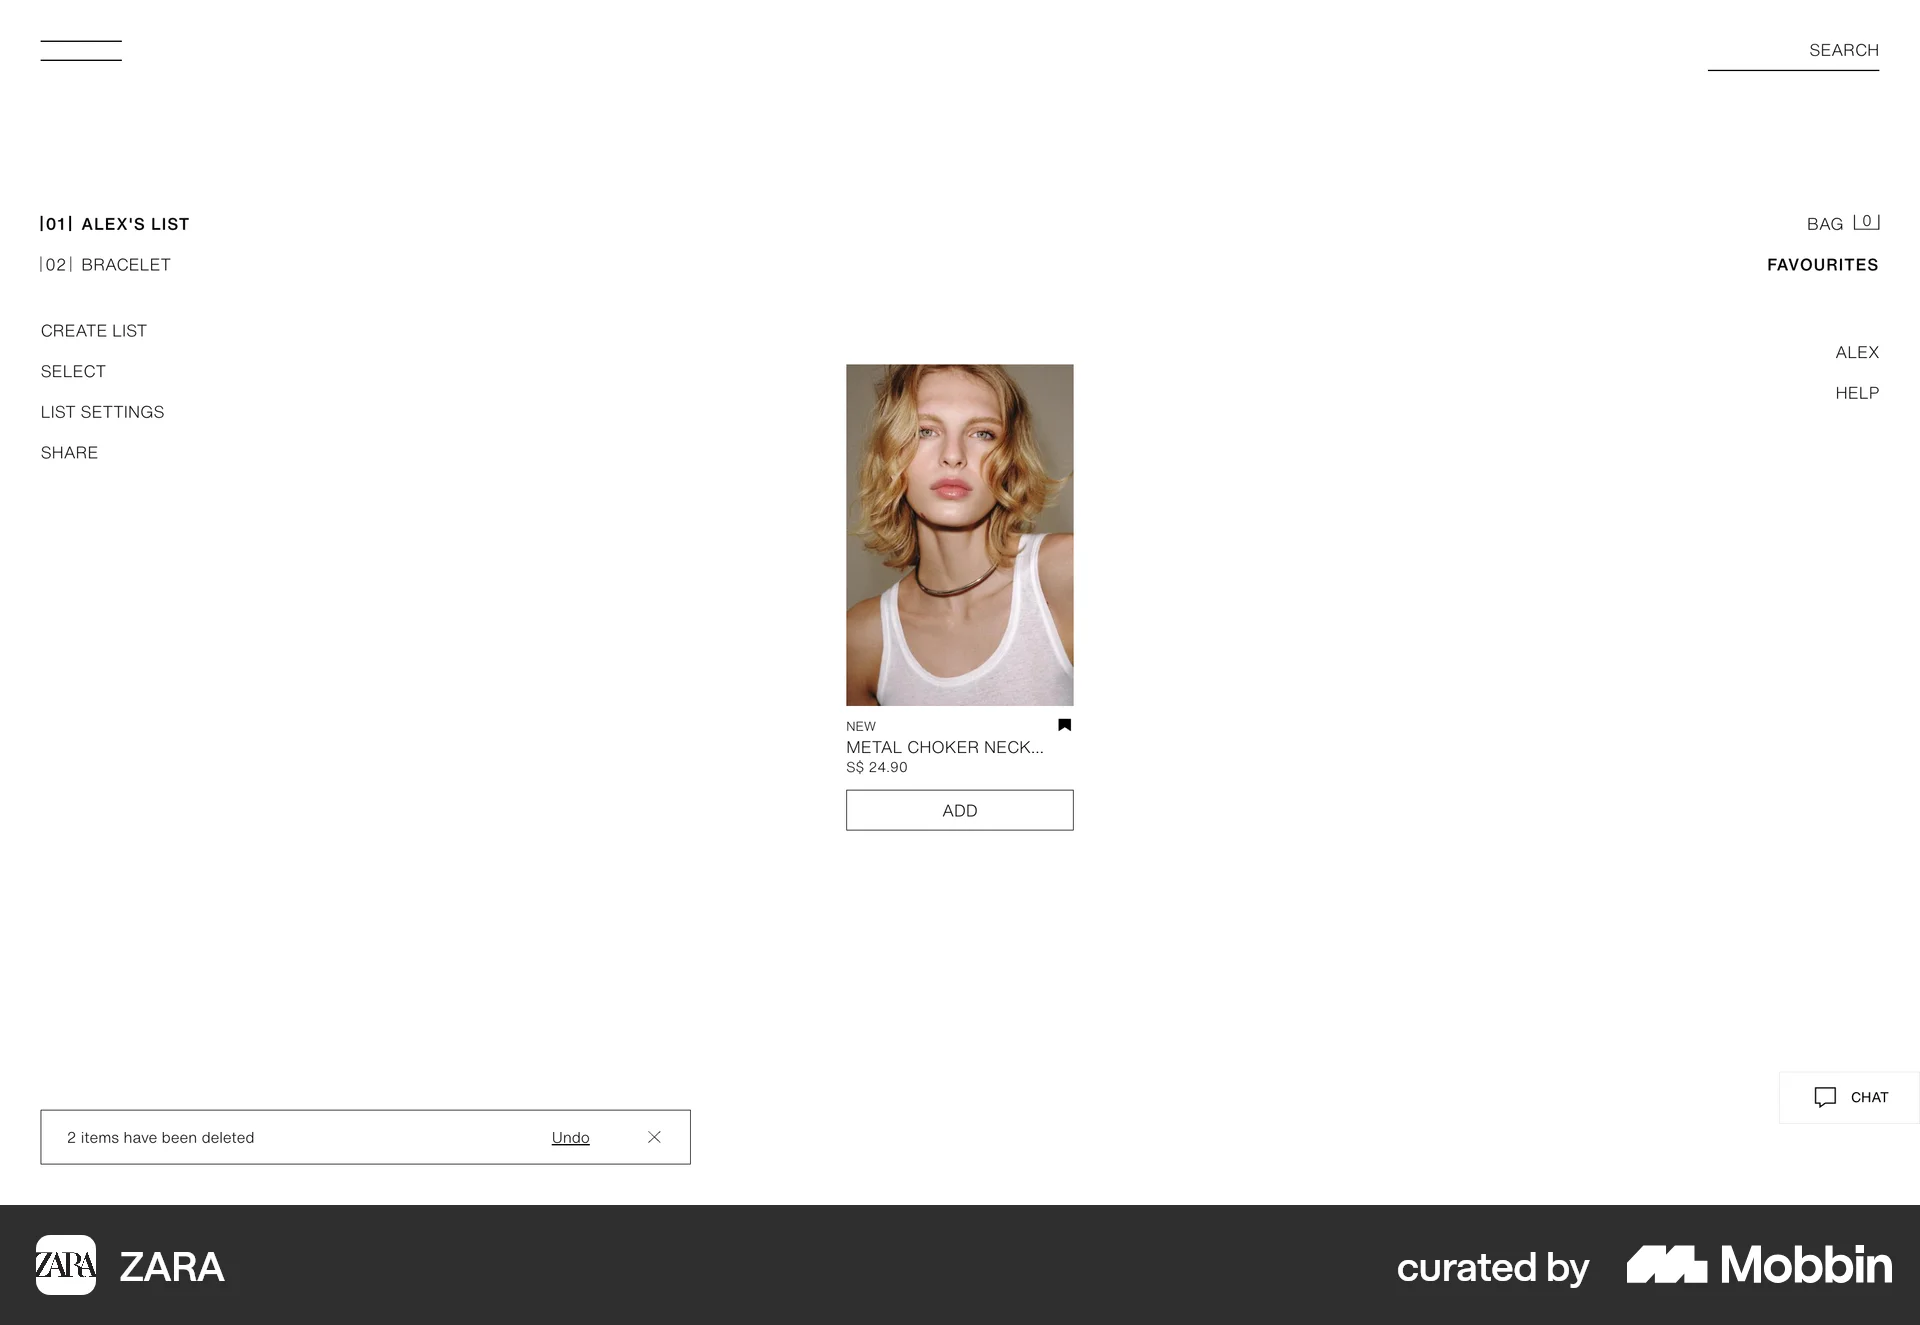 SEARCH
|01| ALEX'S LIST
|02| BRACELET
CREATE LIST
SELECT
LIST SETTINGS
SHARE
BAG 0
FAVOURITES
ALEX
HELP
NEW
METAL CHOKER NECK...
S$ 24.90
ADD
CHAT
2 items have been deleted Undo
ZARA ZARA
curated by Mobbin